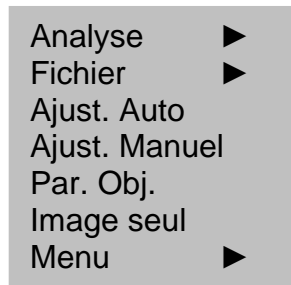 Analyse ►
Fichier ►
Ajust. Auto
Ajust. Manuel
Par. Obj.
Image seul
Menu ►